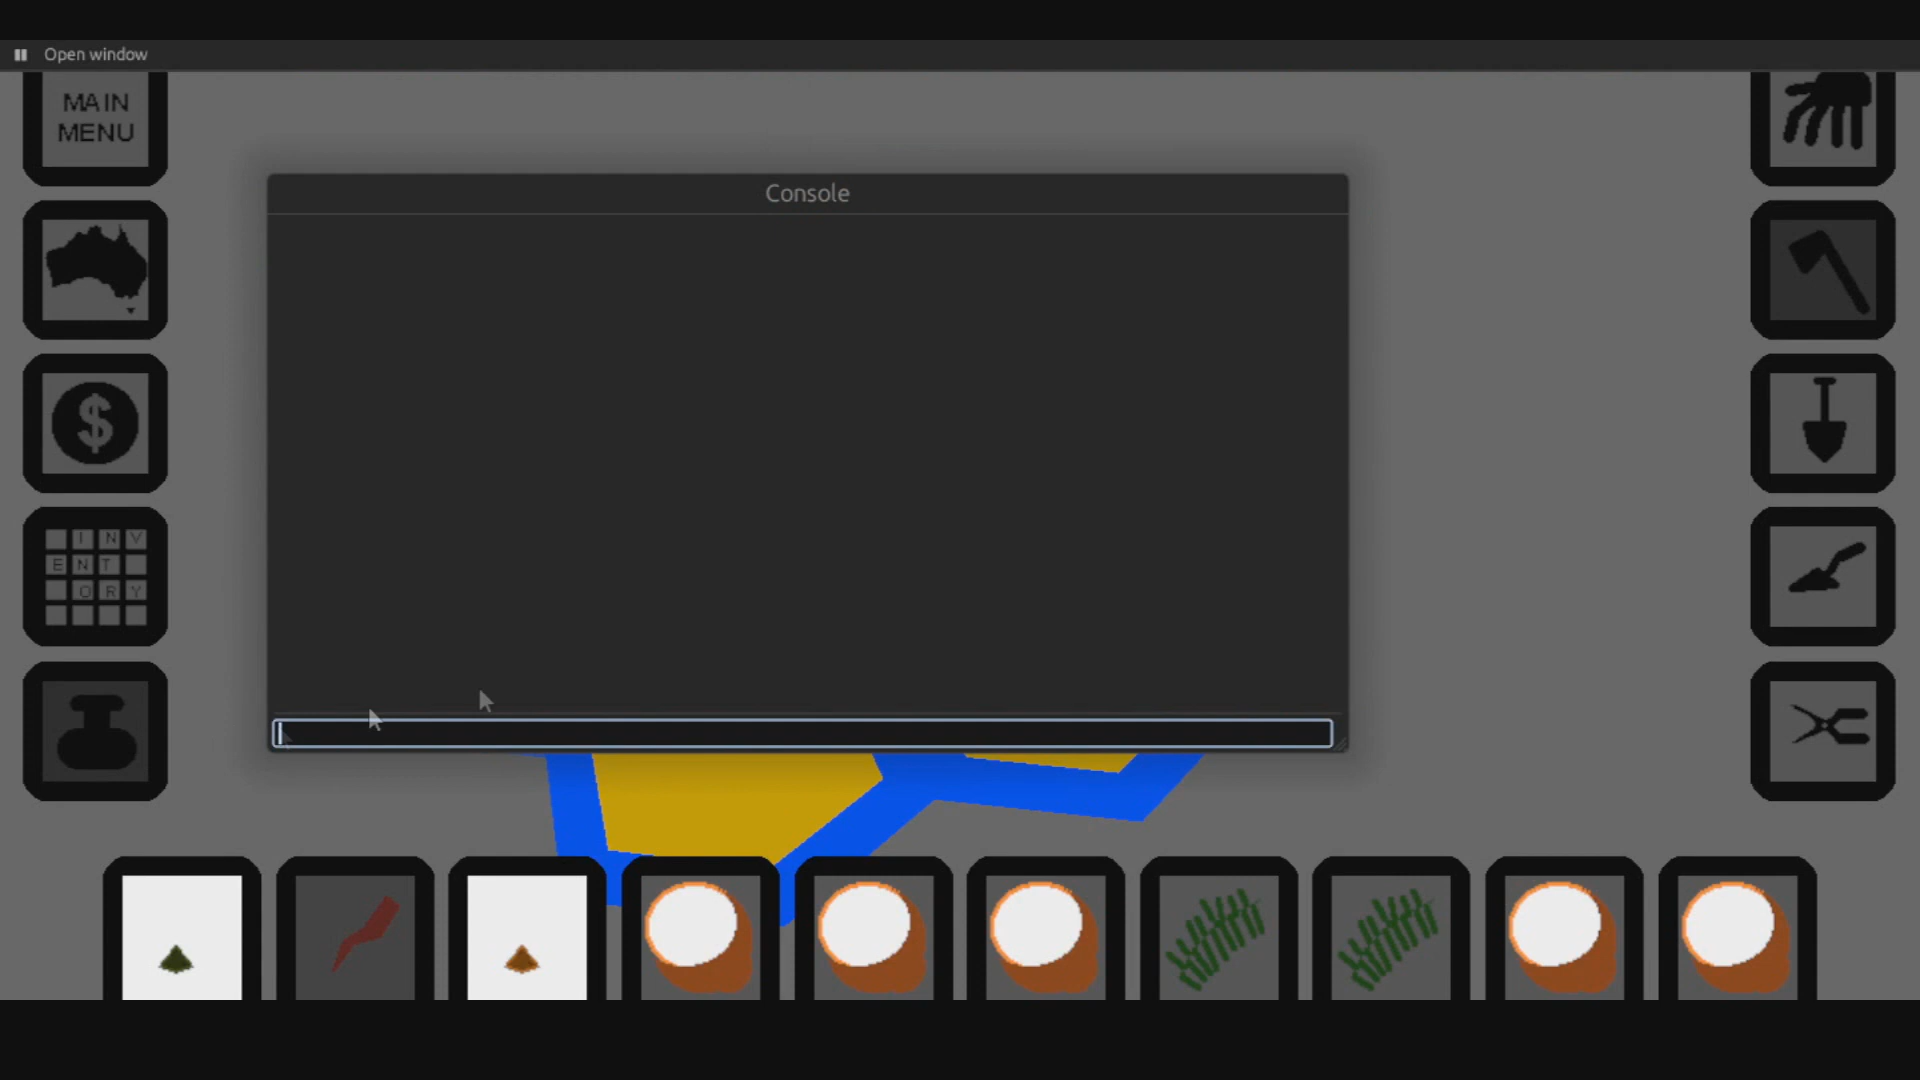 Open window
MAIN
MENU
Console
$
I N V
E N T
O R Y